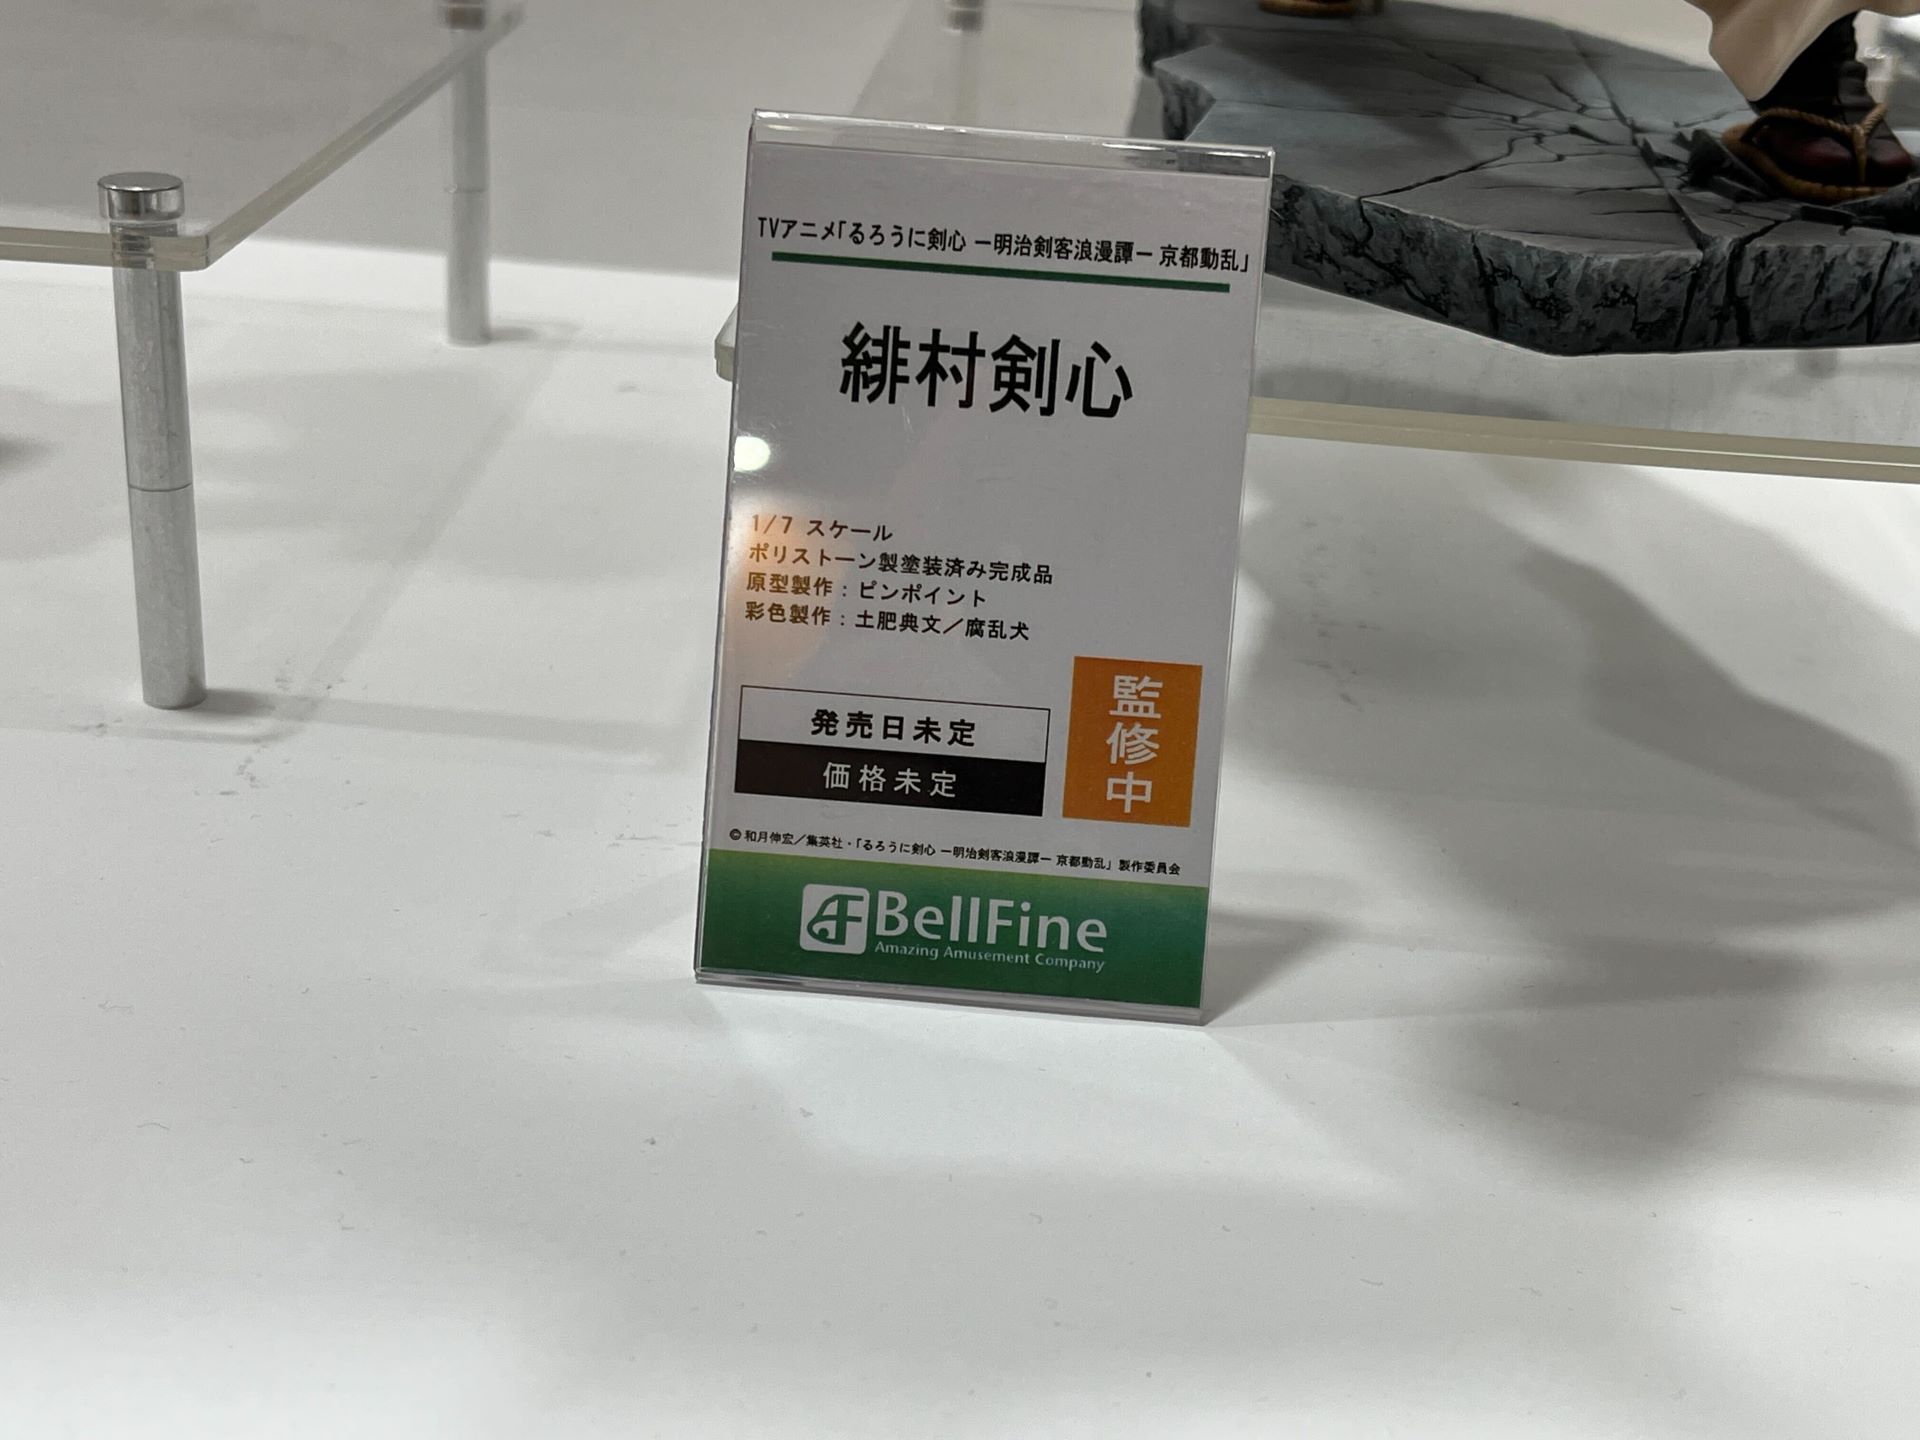 TVアニメ「るろうに剣心 ー明治剣客浪漫譚ー 京都動乱」
緋村剣心
1/7 スケール
ポリストーン製塗装済み完成品
原型製作：ピンポイント
彩色製作：土肥典文／腐乱犬
発売日未定
価格未定
監修中
©和月伸宏／集英社・「るろうに剣心 ー明治剣客浪漫譚ー 京都動乱」製作委員会
BellFine
Amazing Amusement Company